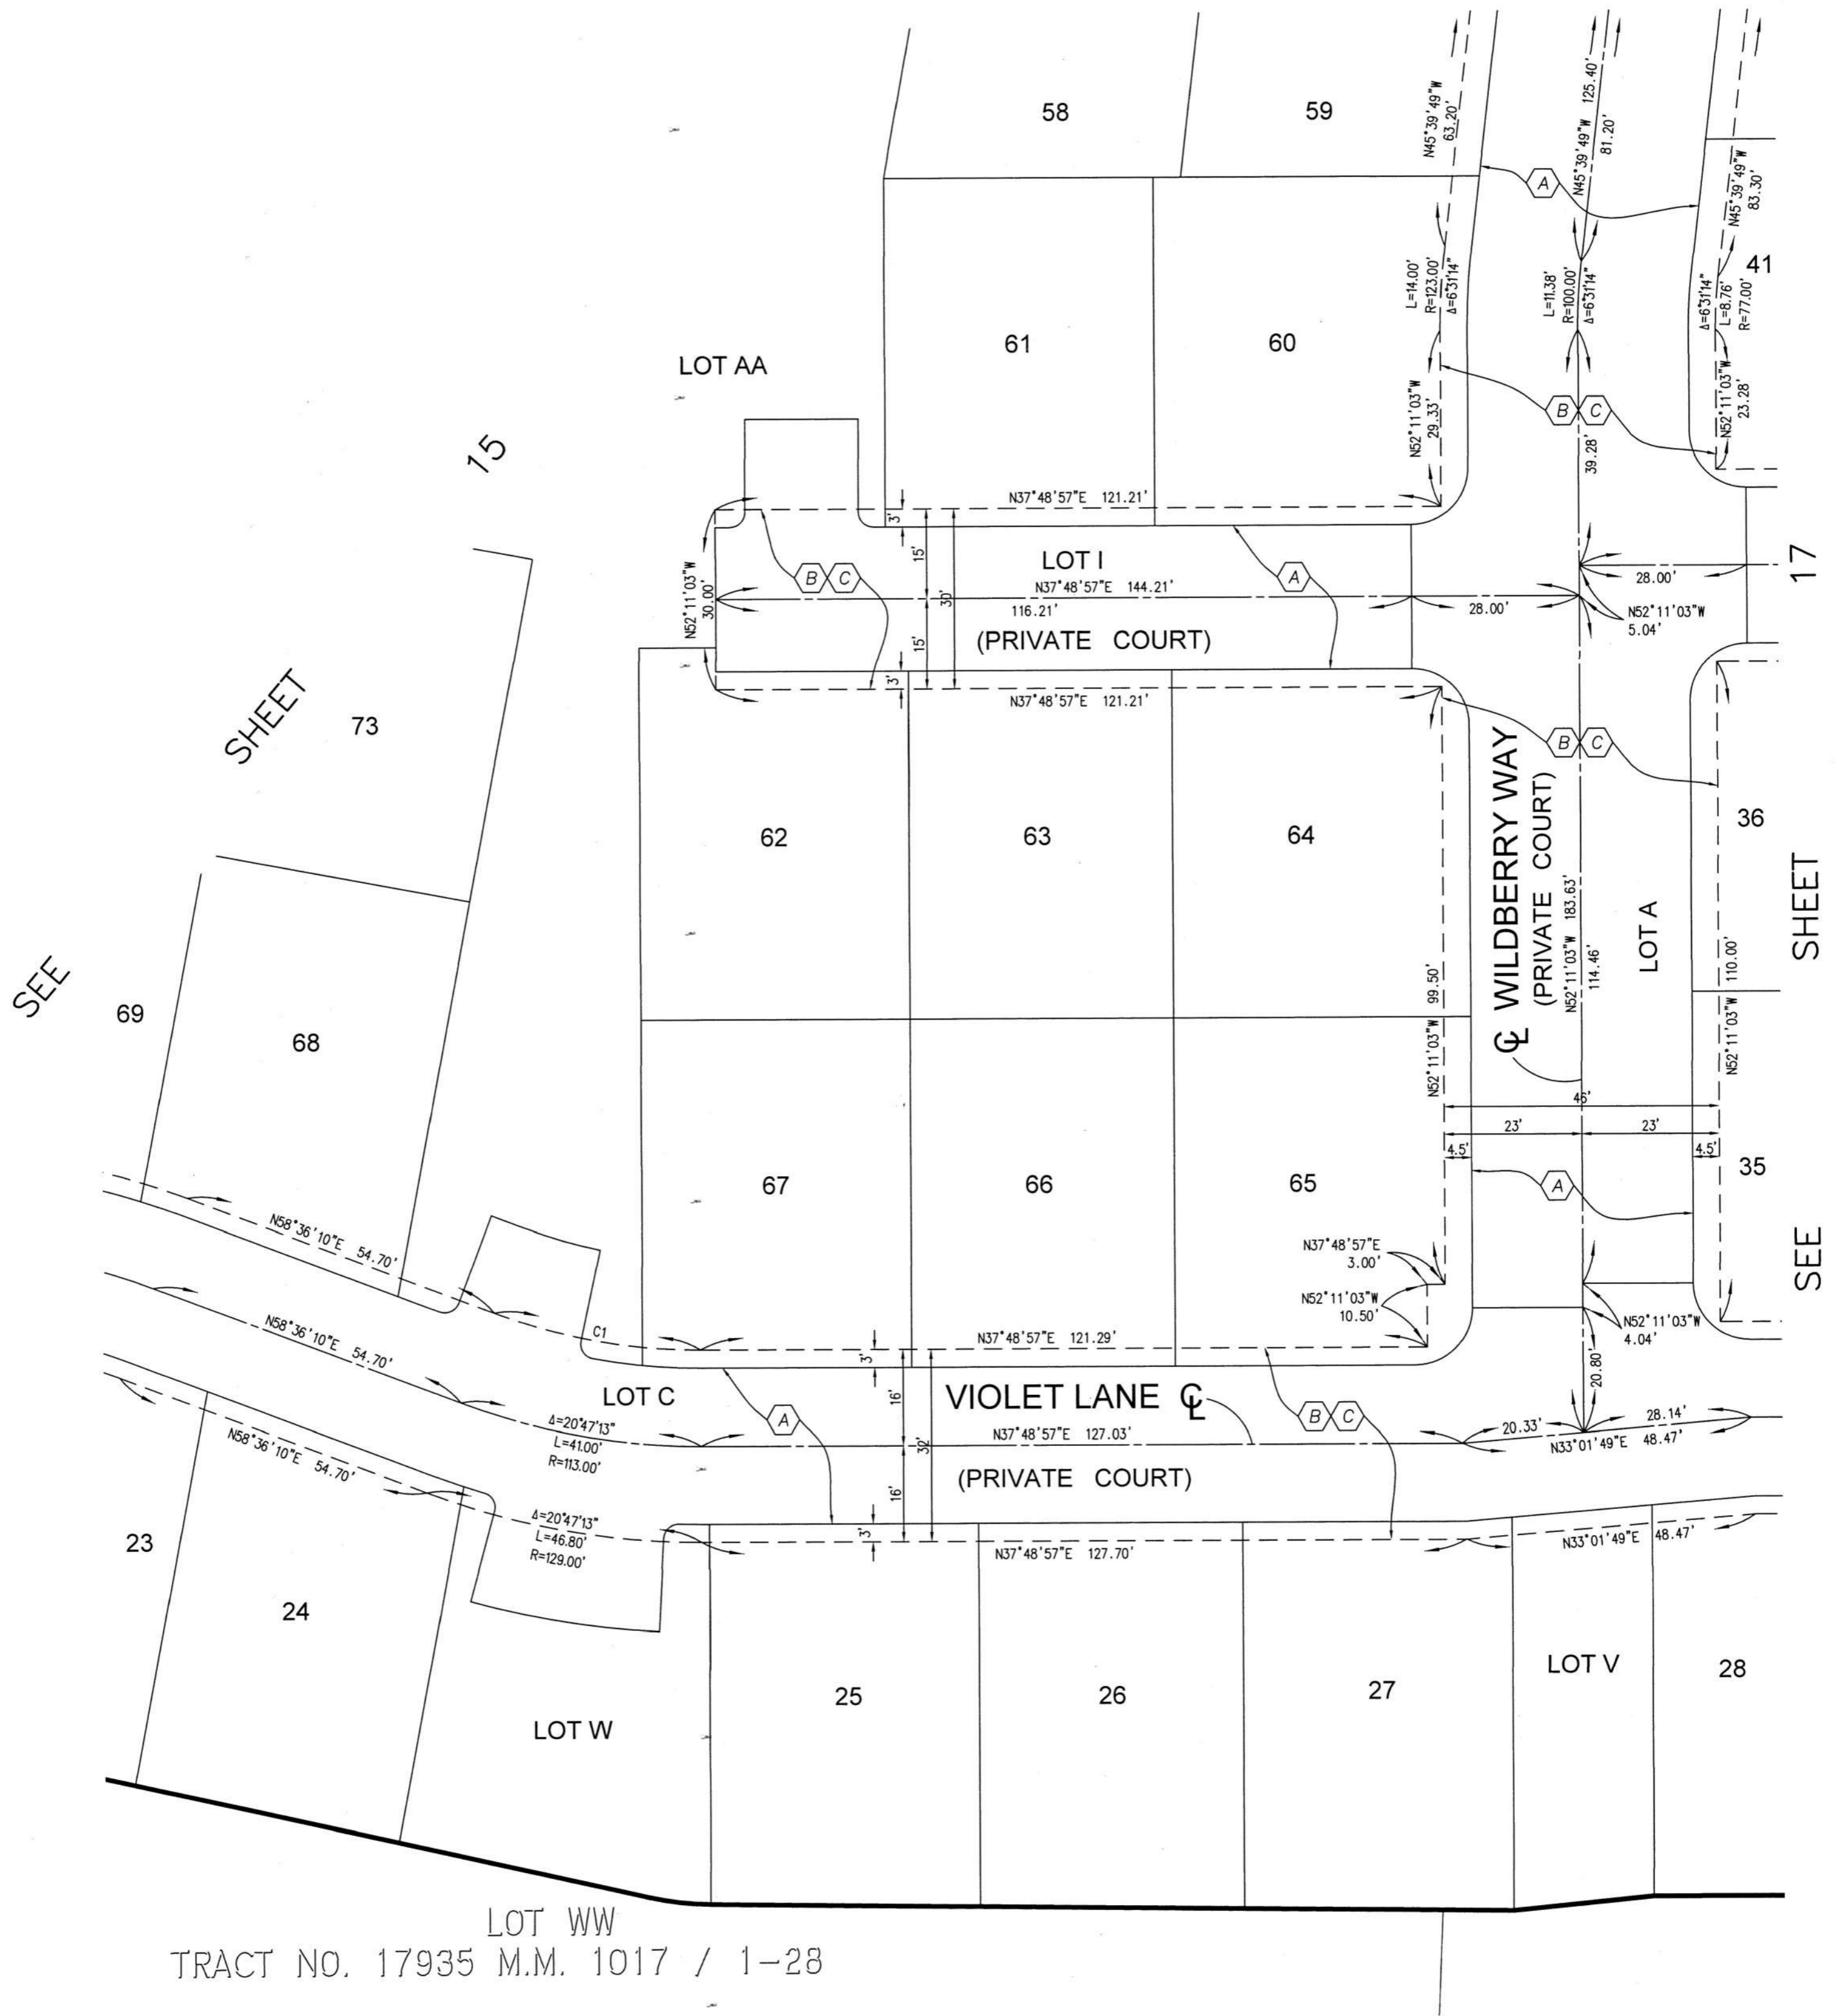 58
59
N45°39'49"W
63.20'
N45°39'49"W 125.40'
81.20'
A
N45°39'49"W
83.30'
41
61
60
L=14.00'
R=123.00'
Δ=6°31'14"
L=11.38'
R=100.00'
Δ=6°31'14"
Δ=6°31'14"
L=8.76'
R=77.00'
LOT AA
N52°11'03"W
29.33'
B C
39.28'
N52°11'03"W
23.28'
15
N37°48'57"E 121.21'
3'
15'
LOT I
N37°48'57"E 144.21'
116.21'
30'
A
28.00'
28.00'
N52°11'03"W
5.04'
17
N52°11'03"W
30.00'
B C
15'
(PRIVATE COURT)
3'
N37°48'57"E 121.21'
SHEET
73
B C
62
63
64
℄ WILDBERRY WAY
(PRIVATE COURT)
N52°11'03"W 183.63'
114.46'
LOT A
36
N52°11'03"W 110.00'
SHEET
SEE
69
68
N52°11'03"W 99.50'
46'
23'
23'
4.5'
4.5'
67
66
65
A
35
SEE
N58°36'10"E 54.70'
N37°48'57"E
3.00'
N52°11'03"W
10.50'
N52°11'03"W
4.04'
C1
N37°48'57"E 121.29'
3'
20.80'
N58°36'10"E 54.70'
LOT C
16'
VIOLET LANE ℄
A
B C
Δ=20°47'13"
L=41.00'
R=113.00'
N37°48'57"E 127.03'
32'
20.33'
28.14'
N33°01'49"E 48.47'
N58°36'10"E 54.70'
16'
(PRIVATE COURT)
Δ=20°47'13"
L=46.80'
R=129.00'
3'
N37°48'57"E 127.70'
N33°01'49"E 48.47'
23
24
25
26
27
LOT V
28
LOT W
LOT WW
TRACT NO. 17935 M.M. 1017 / 1-28